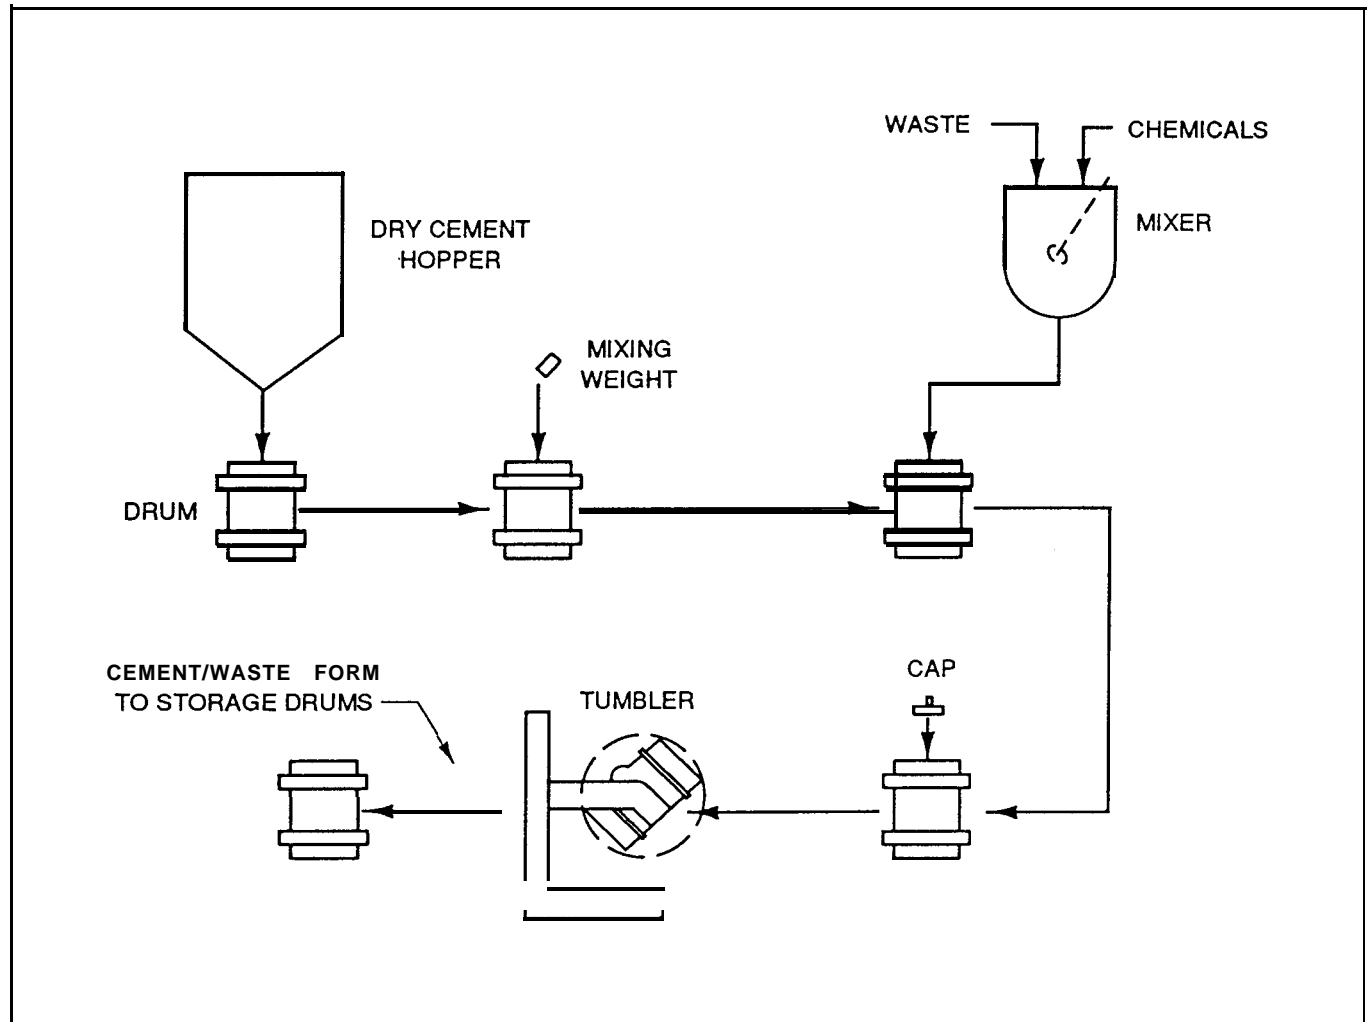 WASTE
CHEMICALS
MIXER
DRY CEMENT
HOPPER
MIXING
WEIGHT
DRUM
CEMENT/WASTE FORM
TO STORAGE DRUMS
TUMBLER
CAP